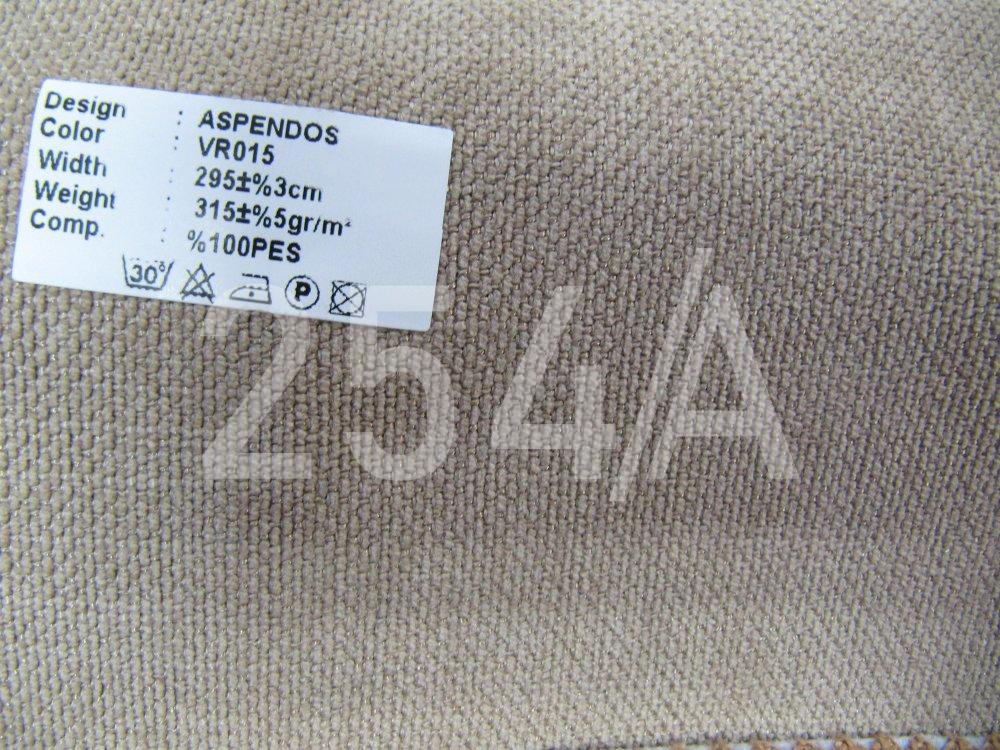 Design : ASPENDOS
Color : VR015
Width : 295±%3cm
Weight : 315±%5gr/m²
Comp. : %100PES
30° P
254/A